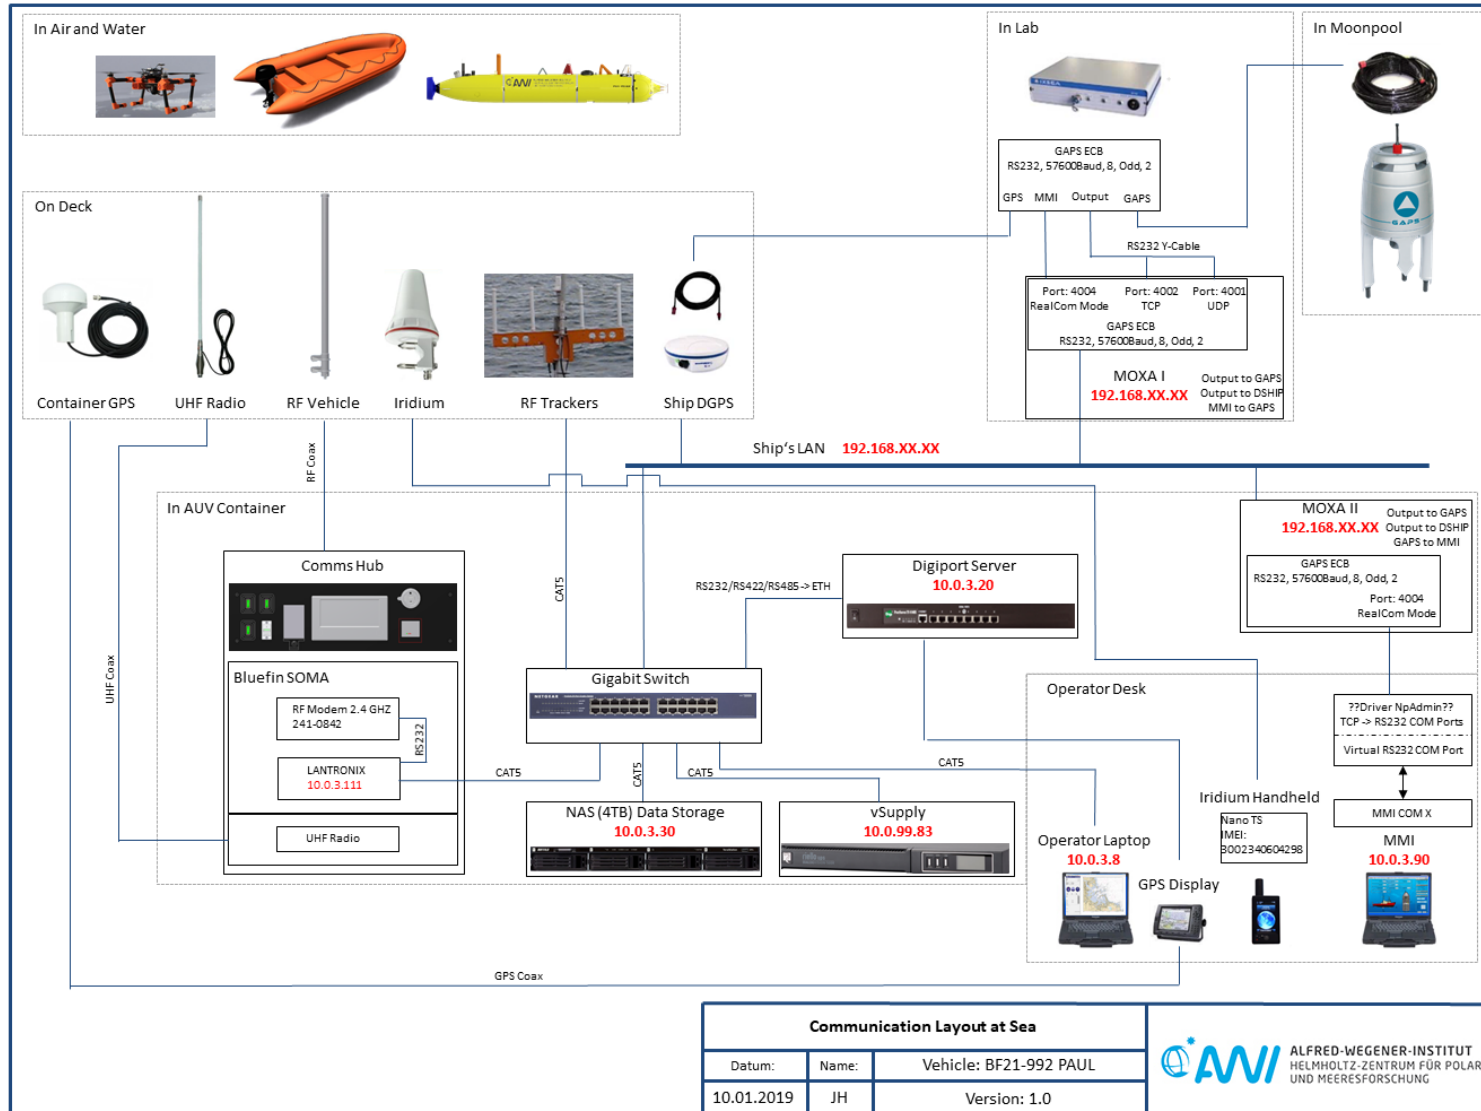 In Air and Water
In Lab
In Moonpool
GAPS ECB
RS232, 57600Baud, 8, Odd, 2
GPS MMI Output GAPS
GAPS
RS232 Y-Cable
Port: 4004 Port: 4002 Port: 4001
RealCom Mode TCP UDP
GAPS ECB
RS232, 57600Baud, 8, Odd, 2
MOXA I
192.168.XX.XX
Output to GAPS
Output to DSHIP
MMI to GAPS
On Deck
Container GPS
UHF Radio
RF Vehicle
Iridium
RF Trackers
Ship DGPS
Ship's LAN 192.168.XX.XX
RF Coax
UHF Coax
CAT5
In AUV Container
MOXA II
192.168.XX.XX
Output to GAPS
Output to DSHIP
GAPS to MMI
GAPS ECB
RS232, 57600Baud, 8, Odd, 2
Port: 4004
RealCom Mode
Comms Hub
Bluefin SOMA
RF Modem 2.4 GHZ
241-0842
RS232
LANTRONIX
10.0.3.111
UHF Radio
RS232/RS422/RS485-> ETH
Digiport Server
10.0.3.20
Gigabit Switch
NETGEAR
CAT5
CAT5
CAT5
CAT5
NAS (4TB) Data Storage
10.0.3.30
vSupply
10.0.99.83
Operator Desk
??Driver NpAdmin??
TCP -> RS232 COM Ports
Virtual RS232 COM Port
MMI COM X
MMI
10.0.3.90
Iridium Handheld
Nano TS
IMEI:
3002340604298
Operator Laptop
10.0.3.8
GPS Display
GPS Coax
Communication Layout at Sea
Datum: Name: Vehicle: BF21-992 PAUL
10.01.2019 JH Version: 1.0
AWI
ALFRED-WEGENER-INSTITUT
HELMHOLTZ-ZENTRUM FÜR POLAR
UND MEERESFORSCHUNG